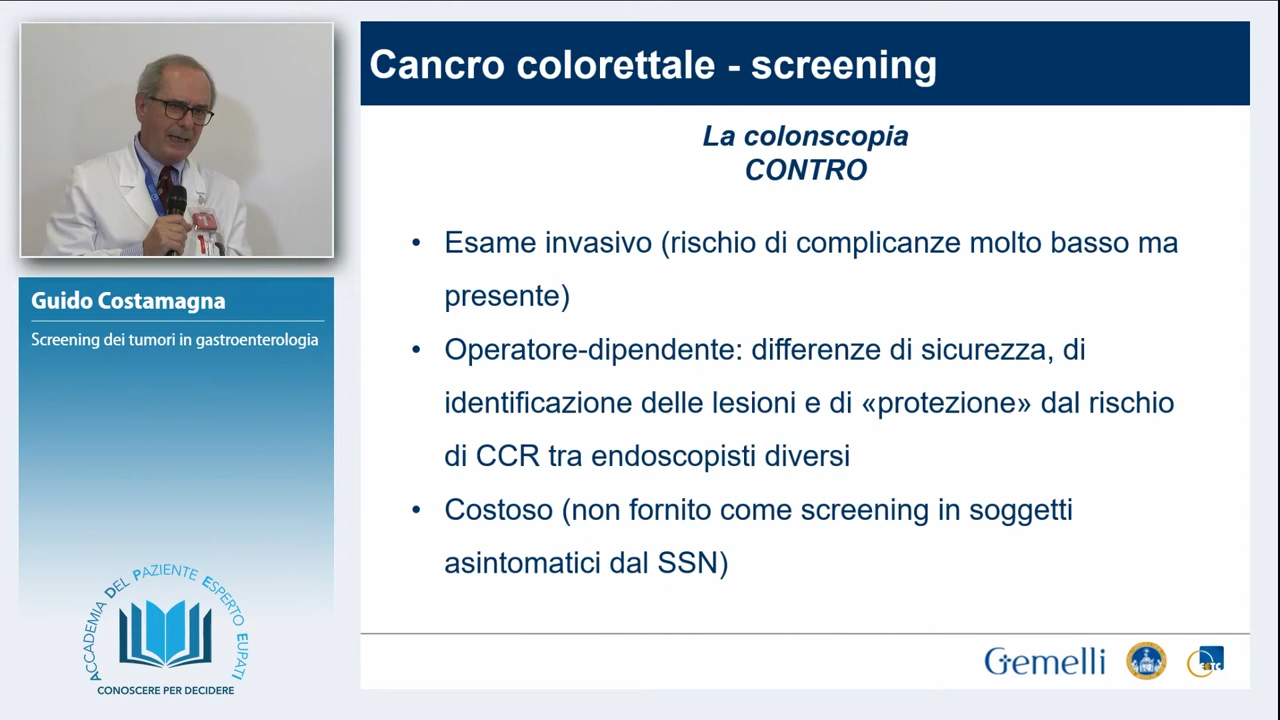 Guido Costamagna
Screening dei tumori in gastroenterologia
ACCADEMIA DEL PAZIENTE ESPERTO EUPATI
CONOSCERE PER DECIDERE
Cancro colorettale - screening
La colonscopia
CONTRO
• Esame invasivo (rischio di complicanze molto basso ma
presente)
• Operatore-dipendente: differenze di sicurezza, di
identificazione delle lesioni e di «protezione» dal rischio
di CCR tra endoscopisti diversi
• Costoso (non fornito come screening in soggetti
asintomatici dal SSN)
Gemelli